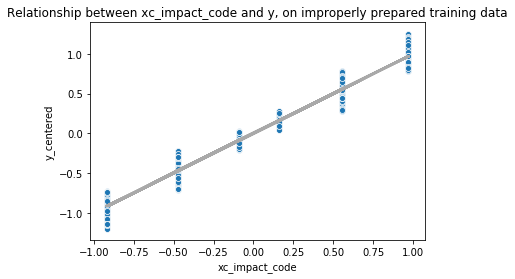 Relationship between xc_impact_code and y, on improperly prepared training data
y_centered
1.0
0.5
0.0
−0.5
−1.0
−1.00 −0.75 −0.50 −0.25 0.00 0.25 0.50 0.75 1.00
xc_impact_code